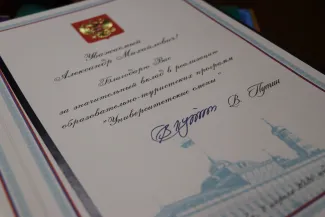 Уважаемый
Александр Михайлович!
Благодарю Вас
за значительный вклад в реализацию
образовательно-туристских программ
"Университетские смены"
В. Путин